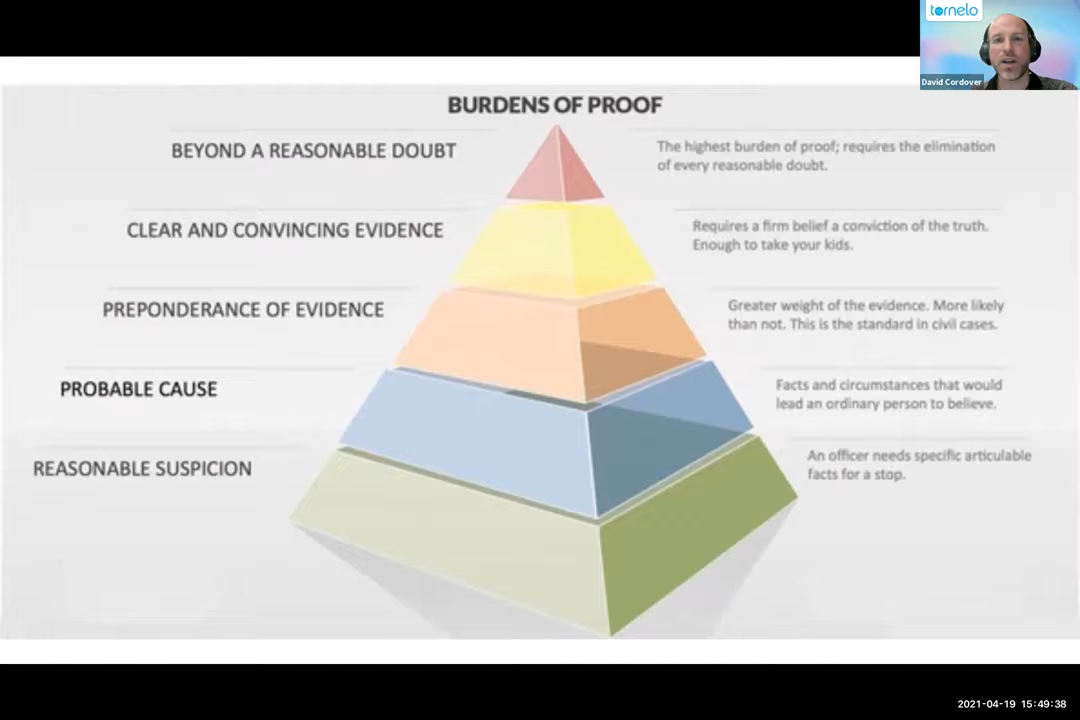 tornelo
David Cordover
BURDENS OF PROOF
BEYOND A REASONABLE DOUBT
The highest burden of proof; requires the elimination
of every reasonable doubt.
CLEAR AND CONVINCING EVIDENCE
Requires a firm belief a conviction of the truth.
Enough to take your kids.
PREPONDERANCE OF EVIDENCE
Greater weight of the evidence. More likely
than not. This is the standard in civil cases.
PROBABLE CAUSE
Facts and circumstances that would
lead an ordinary person to believe.
REASONABLE SUSPICION
An officer needs specific articulable
facts for a stop.
2021-04-19 15:49:38